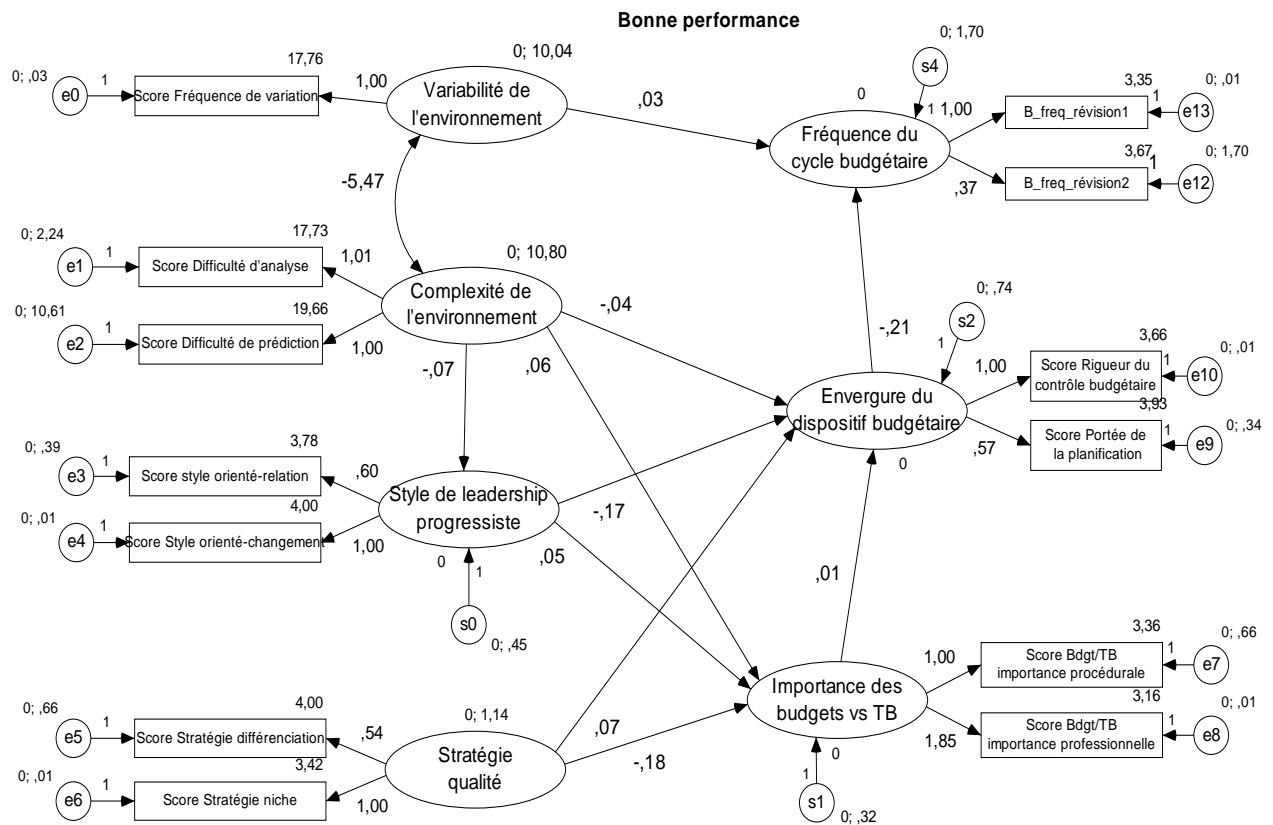 Bonne performance
0; 1,70
s4
0; 10,04
17,76
0; ,03
1
e0
Score Fréquence de variation
1,00
Variabilité de
l'environnement
,03
0
1
1,00
Fréquence du
cycle budgétaire
3,35
0; ,01
B_freq_révision1
1
e13
3,67
0; 1,70
,37
B_freq_révision2
1
e12
-5,47
0; 2,24
17,73
1
e1
Score Difficulté d'analyse
1,01
0; 10,80
Complexité de
l'environnement
0; 10,61
19,66
1
e2
Score Difficulté de prédiction
1,00
-,04
-,07
,06
-,21
0; ,74
s2
1
3,66
0; ,01
1,00
Score Rigueur du
contrôle budgétaire
1
e10
Envergure du
dispositif budgétaire
0
3,93
0; ,34
,57
Score Portée de
la planification
1
e9
0; ,39
3,78
1
e3
Score style orienté-relation
,60
Style de leadership
progressiste
-,17
0; ,01
4,00
1
e4
Score Style orienté-changement
1,00
0
1
,05
,01
s0
0; ,45
3,36
0; ,66
1,00
Score Bdgt/TB
importance procédurale
1
e7
Importance des
budgets vs TB
3,16
0; ,01
1,85
Score Bdgt/TB
importance professionnelle
1
e8
0
1
s1
0; ,32
0; ,66
4,00
1
e5
Score Stratégie différenciation
,54
0; 1,14
Stratégie
qualité
,07
-,18
0; ,01
3,42
1
e6
Score Stratégie niche
1,00